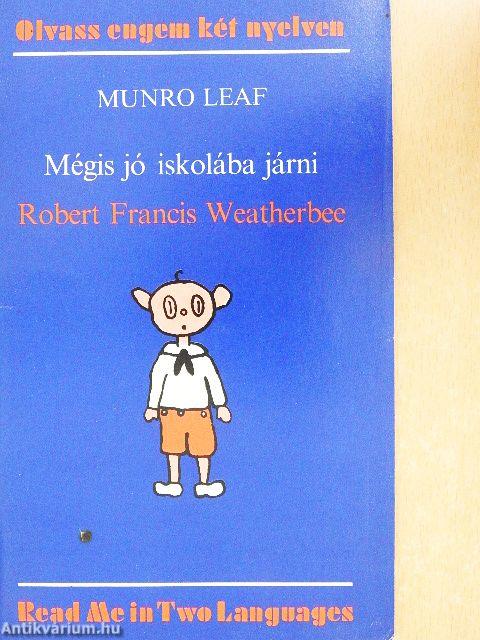 Olvass engem két nyelven
MUNRO LEAF
Mégis jó iskolába járni
Robert Francis Weatherbee
Read Me in Two Languages
Antikvarium.hu